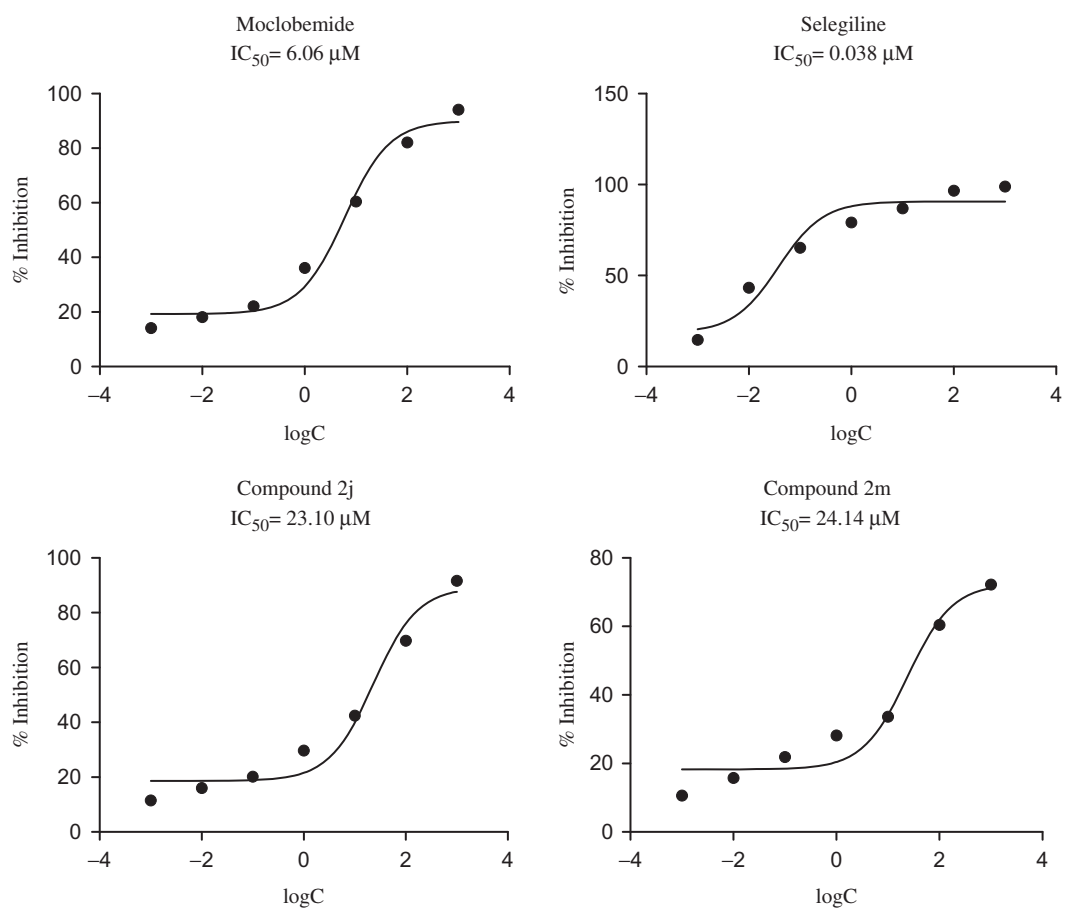 Moclobemide
IC50= 6.06 μM
100
80
60
40
20
0
% Inhibition
–4
–2
0
2
4
logC
Selegiline
IC50= 0.038 μM
150
100
50
0
% Inhibition
–4
–2
0
2
4
logC
Compound 2j
IC50= 23.10 μM
100
80
60
40
20
0
% Inhibition
–4
–2
0
2
4
logC
Compound 2m
IC50= 24.14 μM
80
60
40
20
0
% Inhibition
–4
–2
0
2
4
logC